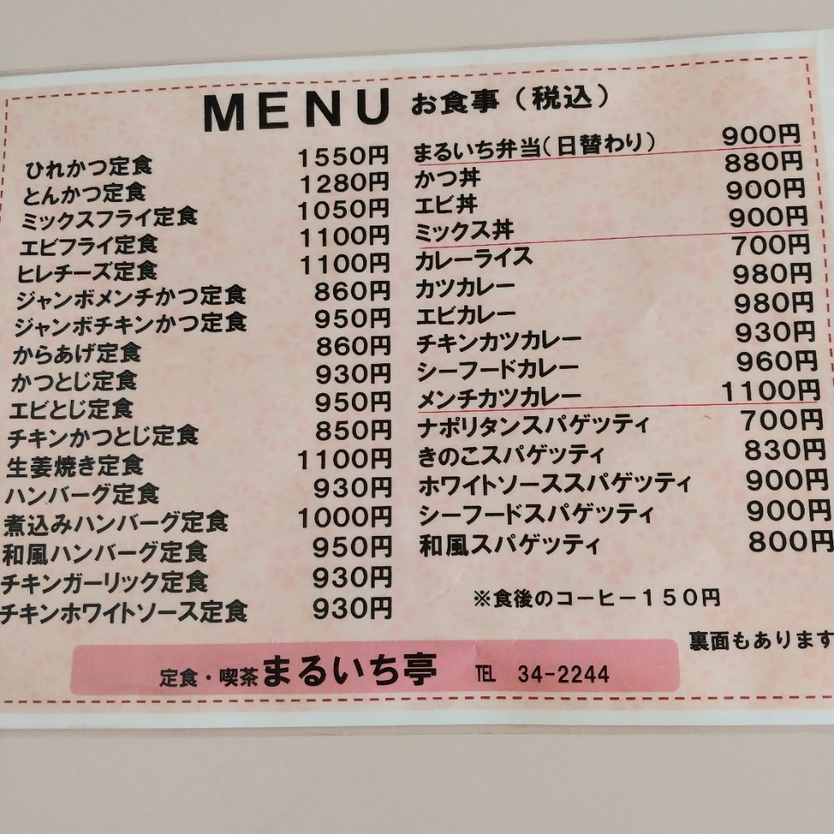 MENU お食事（税込）
ひれかつ定食 1550円
とんかつ定食 1280円
ミックスフライ定食 1050円
エビフライ定食 1100円
ヒレチーズ定食 1100円
ジャンボメンチかつ定食 860円
ジャンボチキンかつ定食 950円
からあげ定食 860円
かつとじ定食 930円
エビとじ定食 950円
チキンかつとじ定食 850円
生姜焼き定食 1100円
ハンバーグ定食 930円
煮込みハンバーグ定食 1000円
和風ハンバーグ定食 950円
チキンガーリック定食 930円
チキンホワイトソース定食 930円
まるいち弁当（日替わり） 900円
かつ丼 880円
エビ丼 900円
ミックス丼 900円
カレーライス 700円
カツカレー 980円
エビカレー 980円
チキンカツカレー 930円
シーフードカレー 960円
メンチカツカレー 1100円
ナポリタンスパゲッティ 700円
きのこスパゲッティ 830円
ホワイトソーススパゲッティ 900円
シーフードスパゲッティ 900円
和風スパゲッティ 800円
※食後のコーヒー１５０円
裏面もあります
定食・喫茶 まるいち亭 ℡ 34-2244